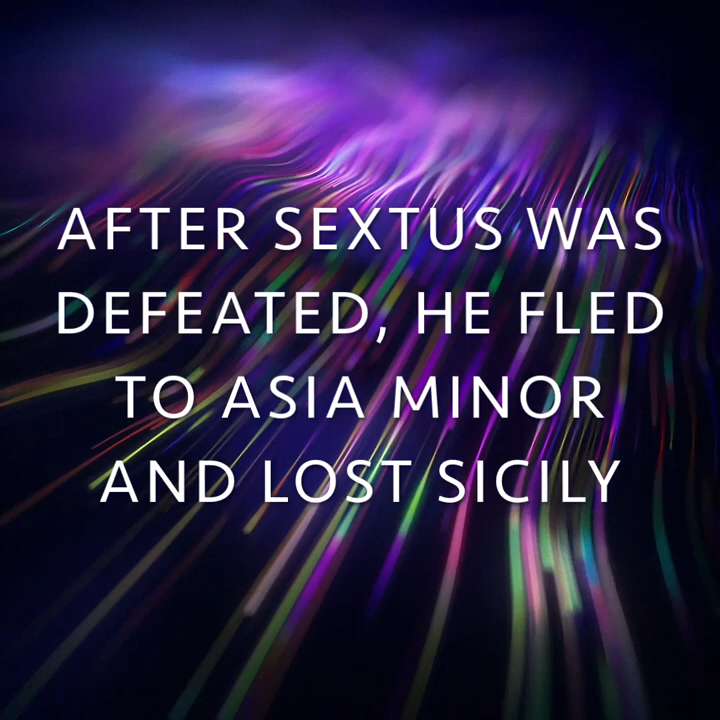 AFTER SEXTUS WAS
DEFEATED, HE FLED
TO ASIA MINOR
AND LOST SICILY